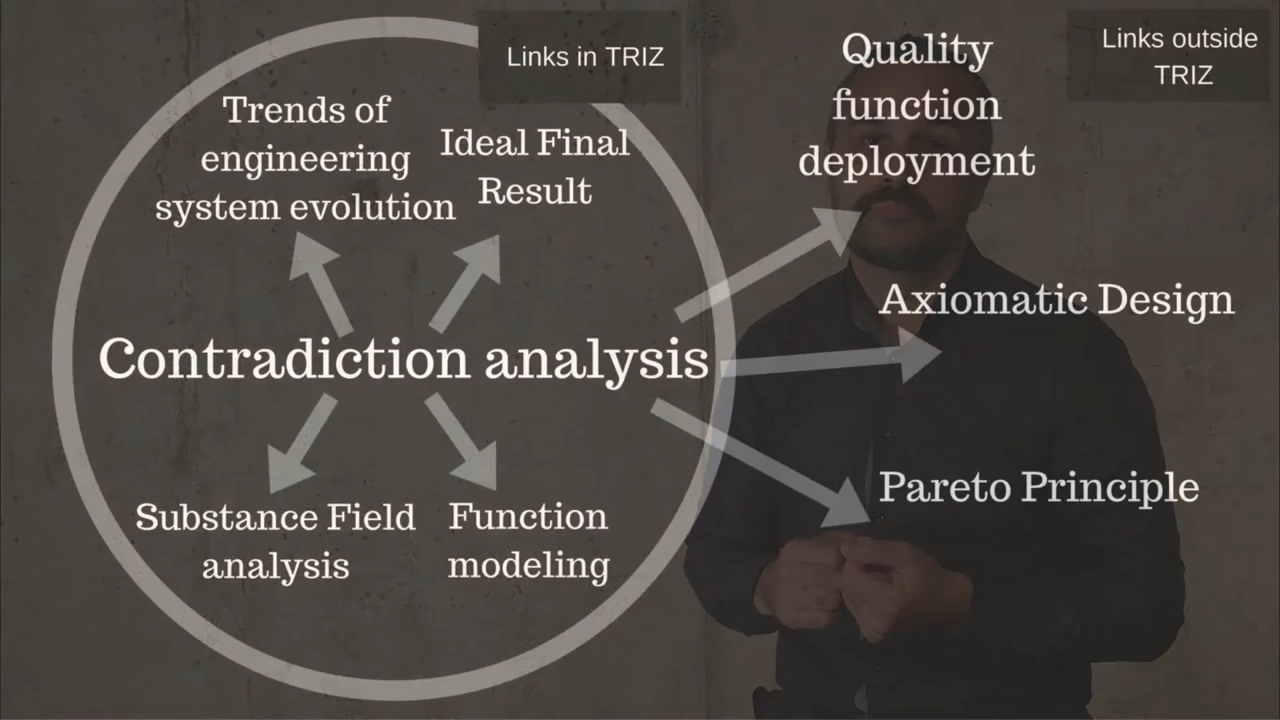 Links in TRIZ
Links outside
TRIZ
Quality
function
deployment
Trends of
engineering
system evolution
Ideal Final
Result
Axiomatic Design
Contradiction analysis
Pareto Principle
Substance Field
analysis
Function
modeling